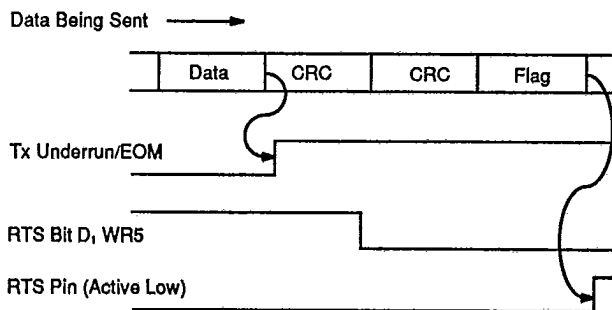 Data Being Sent
Data CRC CRC Flag
Tx Underrun/EOM
RTS Bit D₁ WR5
RTS Pin (Active Low)